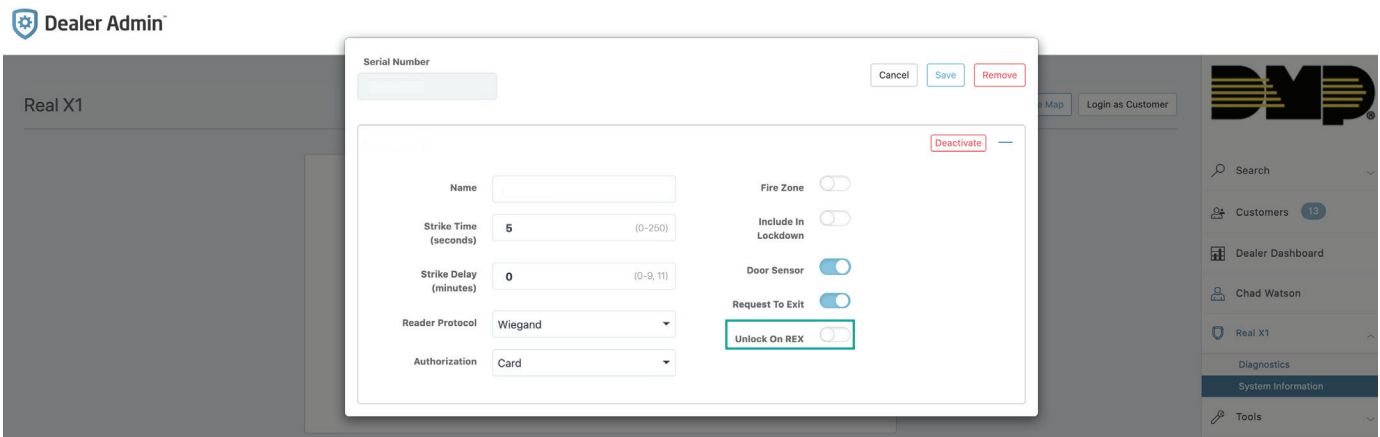 Dealer Admin™
Serial Number
Cancel
Save
Remove
Real X1
Map
Login as Customer
DMP®
Deactivate
Name
Fire Zone
Strike Time
(seconds)
5
(0-250)
Include In
Lockdown
Strike Delay
(minutes)
0
(0-9, 11)
Door Sensor
Request To Exit
Reader Protocol
Wiegand
Unlock On REX
Authorization
Card
Search
Customers
13
Dealer Dashboard
Chad Watson
Real X1
Diagnostics
System Information
Tools